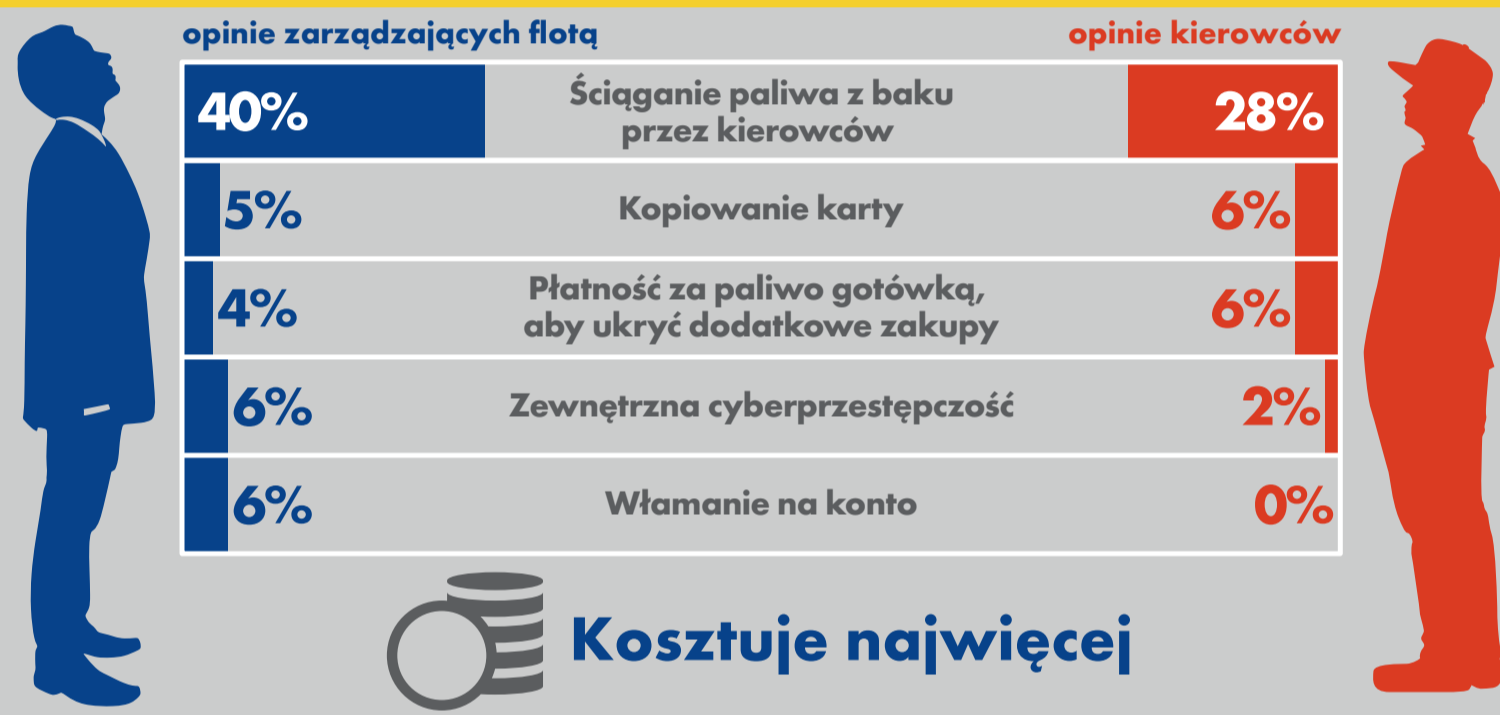 opinie zarządzających flotą
opinie kierowców
40%
Ściąganie paliwa z baku
przez kierowców
28%
5%
Kopiowanie karty
6%
4%
Płatność za paliwo gotówką,
aby ukryć dodatkowe zakupy
6%
6%
Zewnętrzna cyberprzestępczość
2%
6%
Włamanie na konto
0%
Kosztuje najwięcej